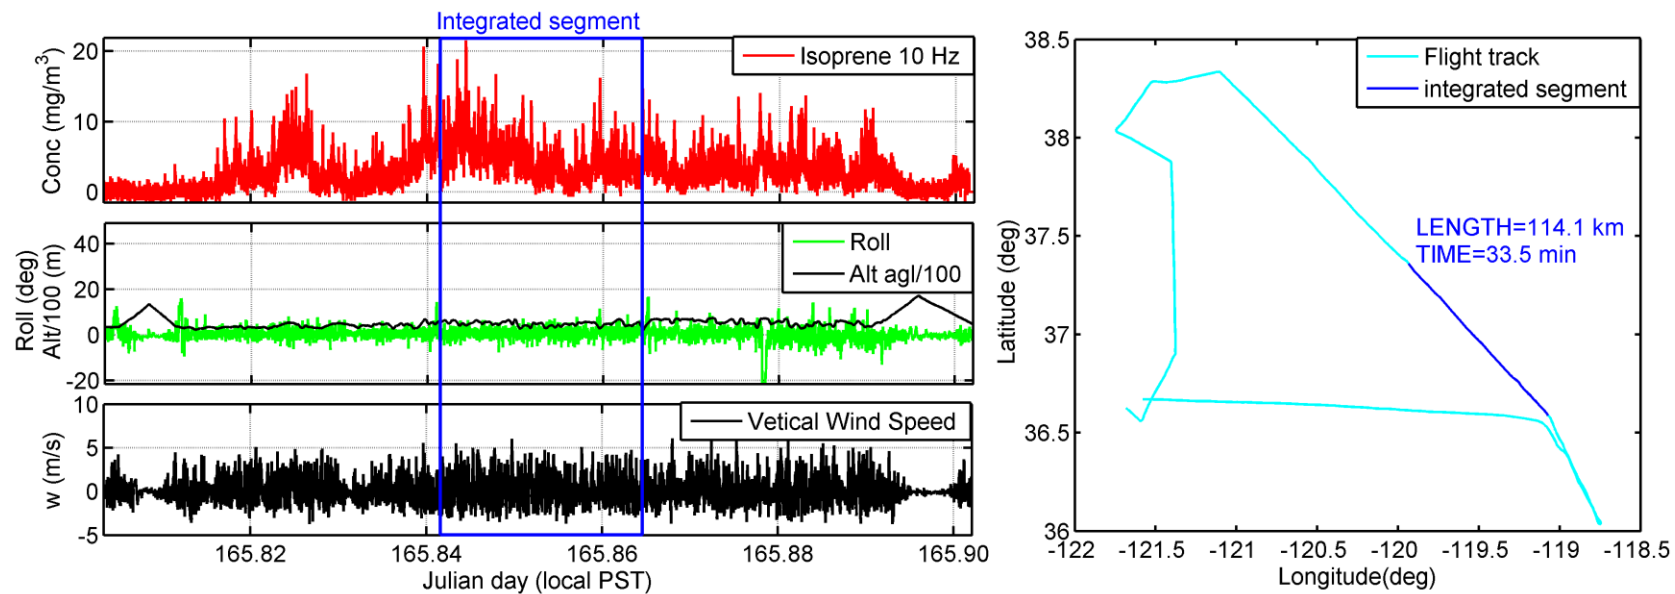 Integrated segment
Isoprene 10 Hz
Conc (mg/m³)
20
10
0
Roll
Alt agl/100
Roll (deg)
Alt/100 (m)
40
20
0
-20
Vetical Wind Speed
w (m/s)
10
5
0
-5
165.82 165.84 165.86 165.88 165.90
Julian day (local PST)
Flight track
integrated segment
LENGTH=114.1 km
TIME=33.5 min
Latitude (deg)
38.5
38
37.5
37
36.5
36
-122 -121.5 -121 -120.5 -120 -119.5 -119 -118.5
Longitude(deg)